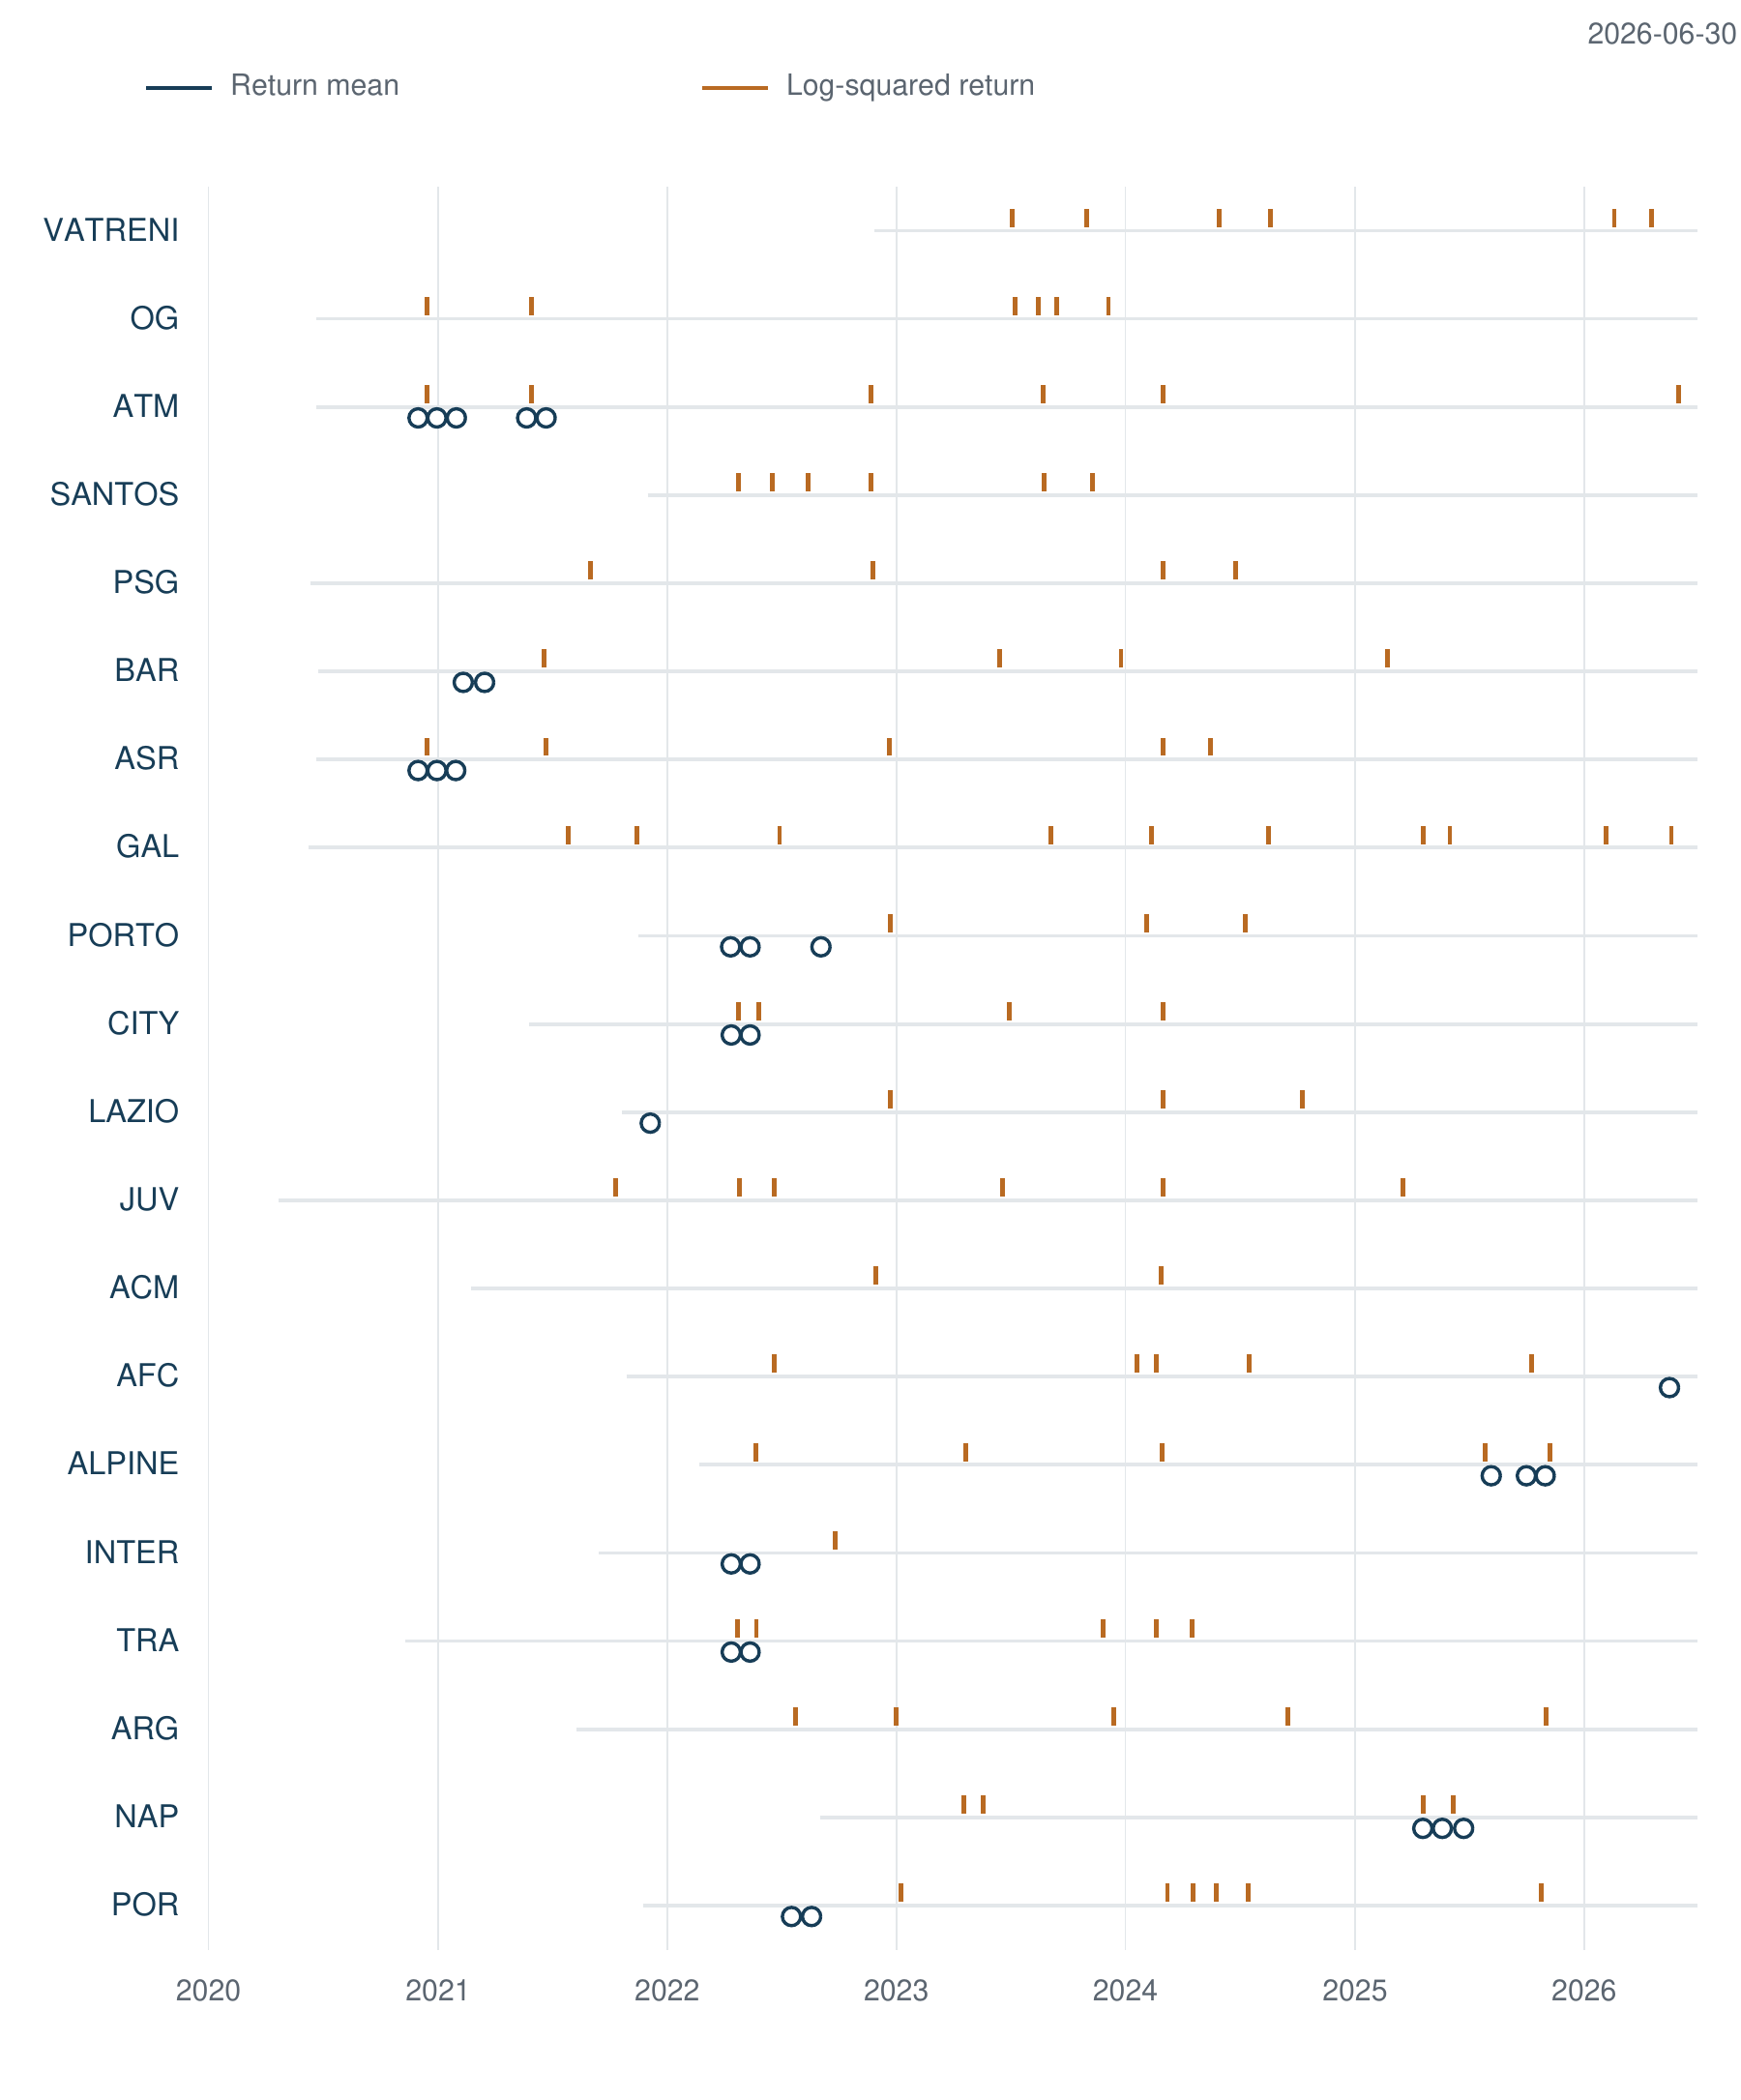 2026-06-30
Return mean
Log-squared return
VATRENI
OG
ATM
SANTOS
PSG
BAR
ASR
GAL
PORTO
CITY
LAZIO
JUV
ACM
AFC
ALPINE
INTER
TRA
ARG
NAP
POR
2020 2021 2022 2023 2024 2025 2026